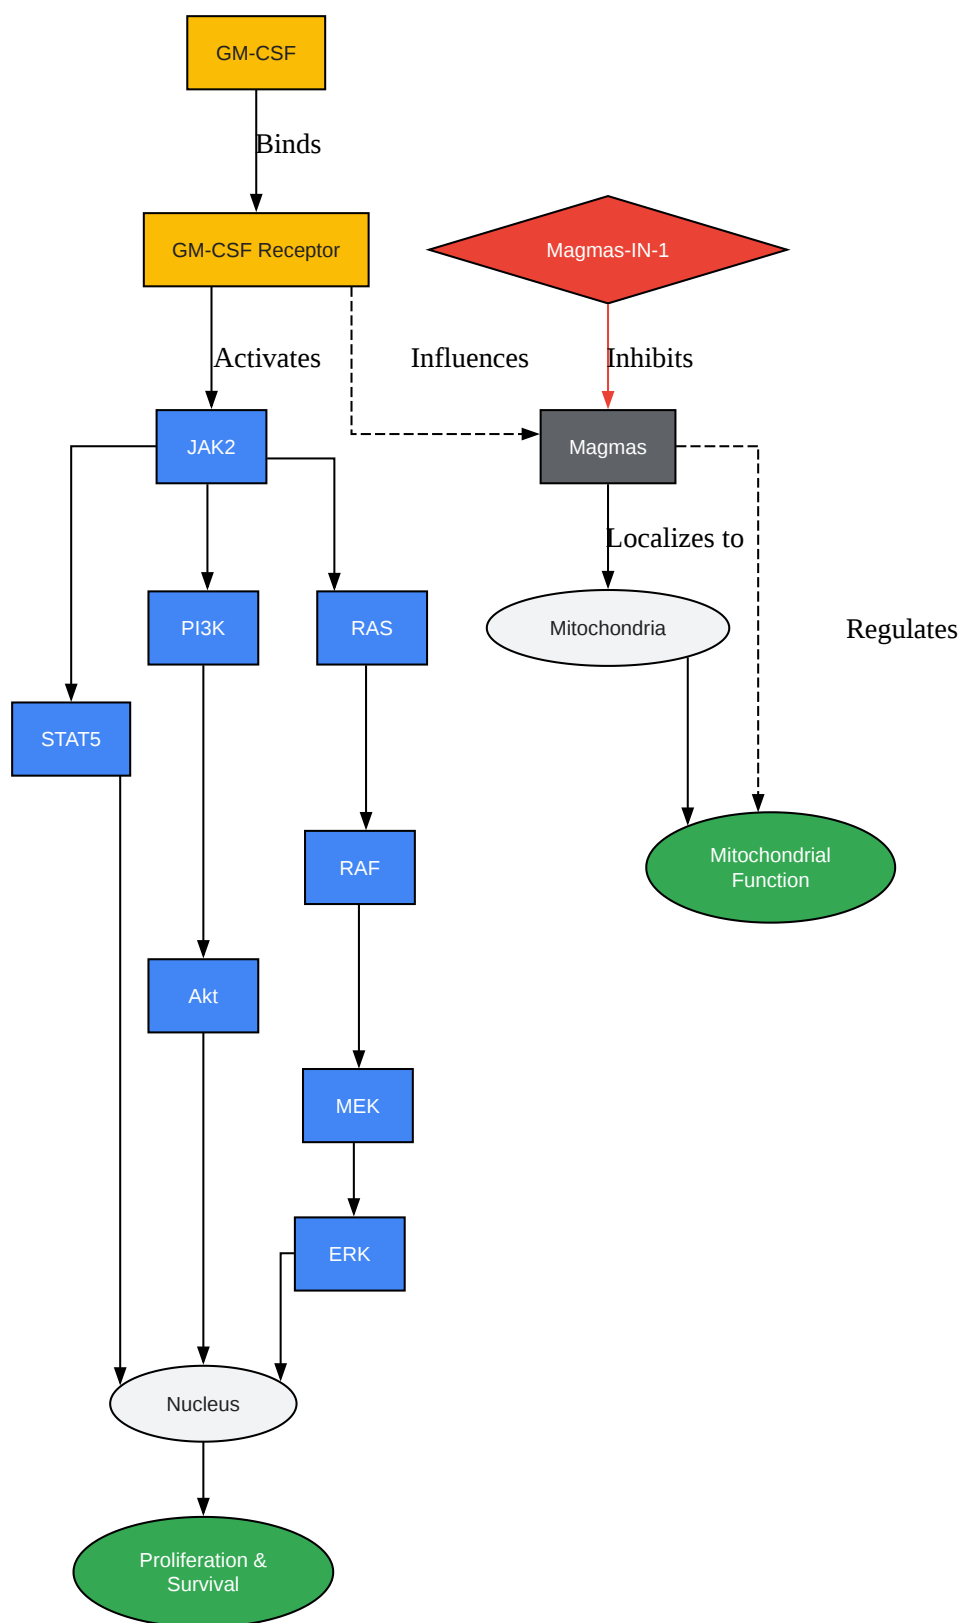 GM-CSF
Binds
GM-CSF Receptor
Magmas-IN-1
Activates
Influences
Inhibits
JAK2
Magmas
Localizes to
PI3K
RAS
Mitochondria
Regulates
STAT5
Mitochondrial
Function
RAF
Akt
MEK
ERK
Nucleus
Proliferation &
Survival